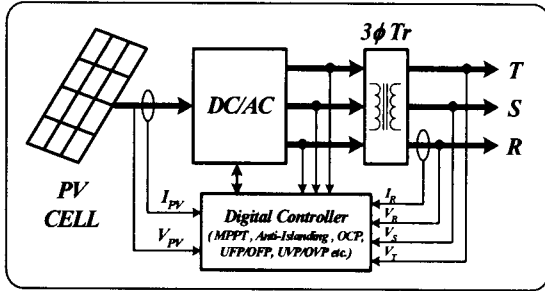 3ϕ Tr
T
DC/AC
S
R
PV
CELL
I_PV
V_PV
Digital Controller
( MPPT , Anti-Islanding , OCP,
UFP/OFP, UVP/OVP etc.)
I_R
V_R
V_S
V_T